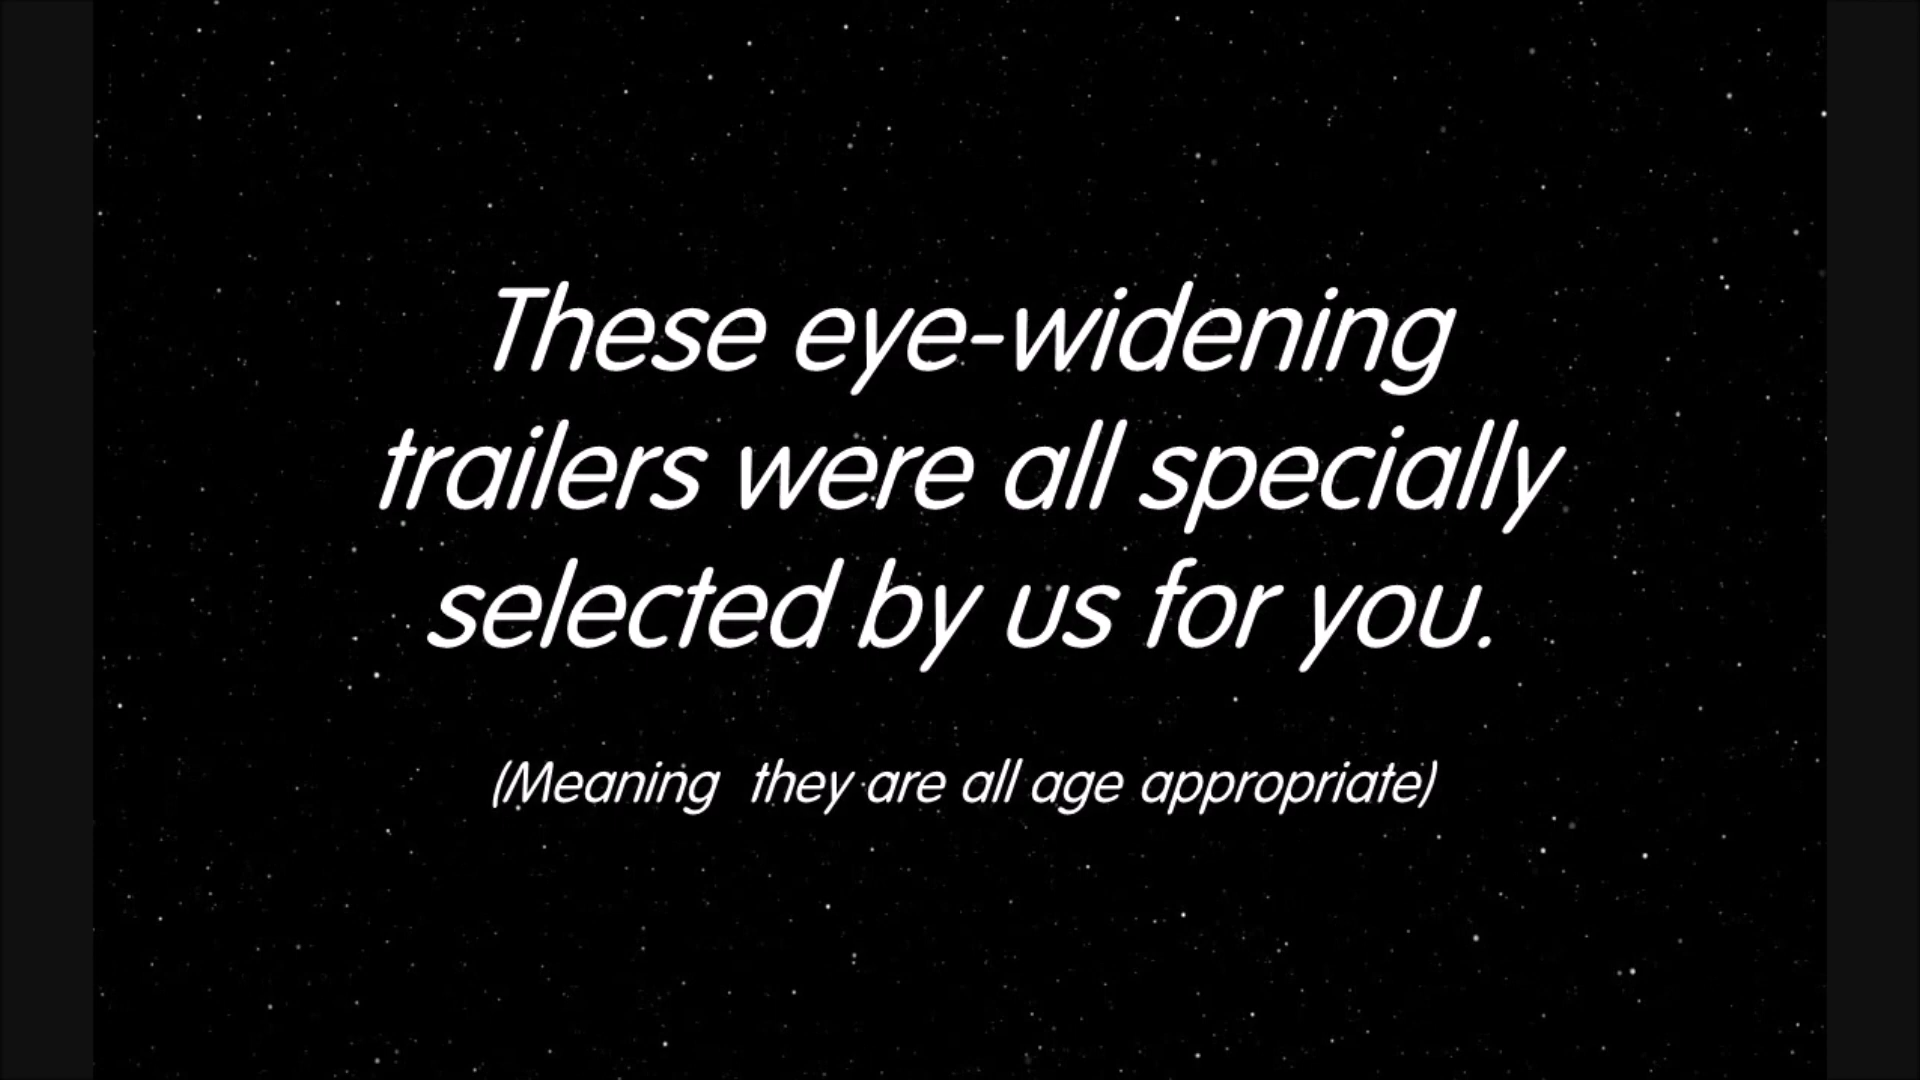 These eye-widening
trailers were all specially
selected by us for you.
(Meaning  they are all age appropriate)